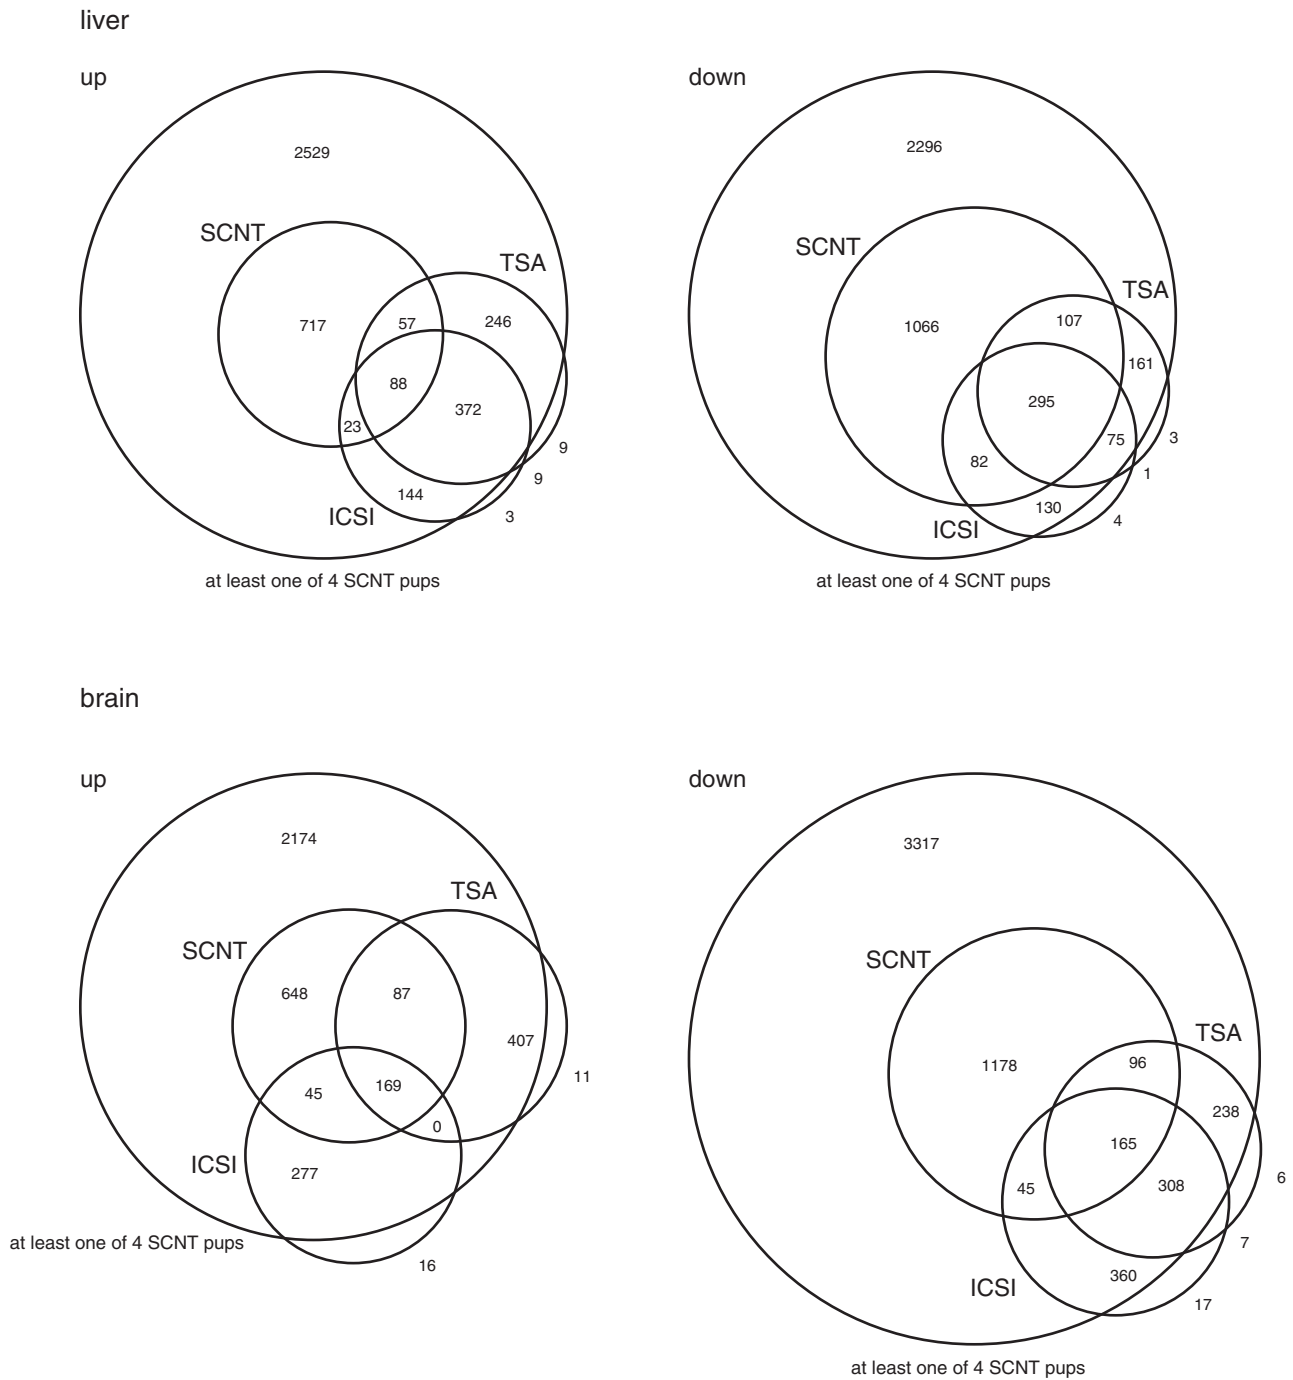 liver
up
2529
SCNT
TSA
717
57
246
88
372
23
144
ICSI
9
9
3
at least one of 4 SCNT pups
down
2296
SCNT
TSA
1066
107
161
295
75
82
130
ICSI
3
1
4
at least one of 4 SCNT pups
brain
up
2174
TSA
SCNT
648
87
407
11
45
169
0
ICSI
277
at least one of 4 SCNT pups
16
down
3317
SCNT
TSA
1178
96
238
165
45
308
6
7
ICSI
360
17
at least one of 4 SCNT pups